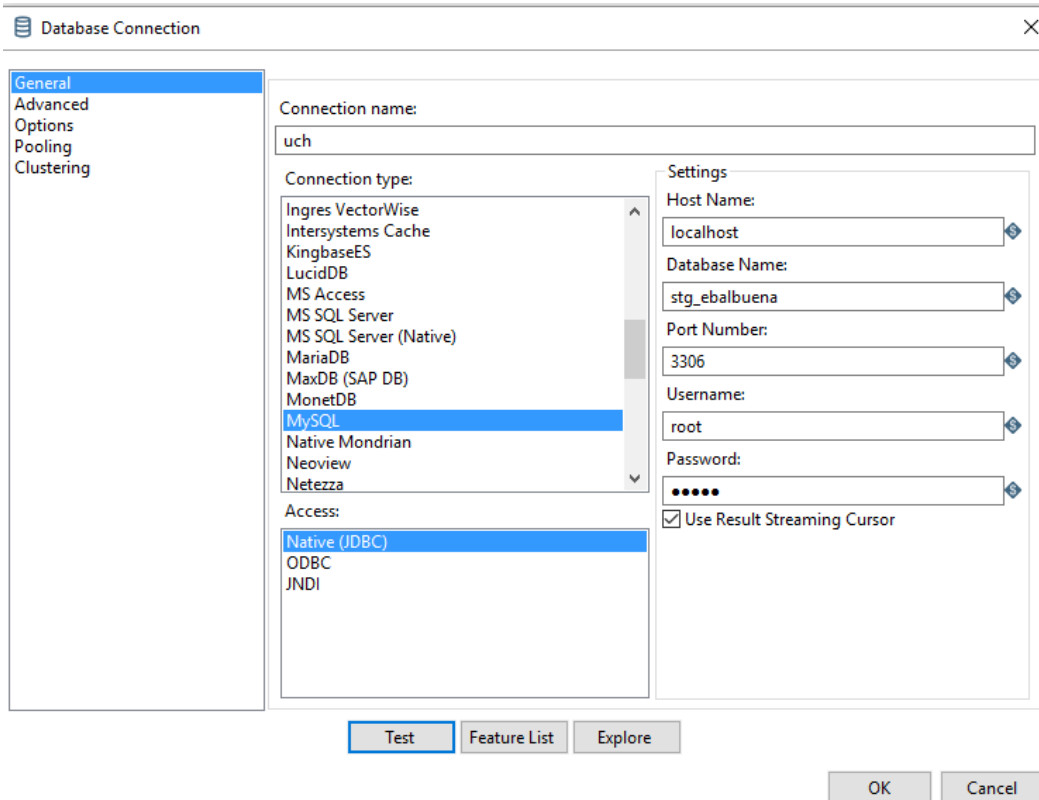 Database Connection
General
Advanced
Options
Pooling
Clustering
Connection name:
uch
Connection type:
Ingres VectorWise
Intersystems Cache
KingbaseES
LucidDB
MS Access
MS SQL Server
MS SQL Server (Native)
MariaDB
MaxDB (SAP DB)
MonetDB
MySQL
Native Mondrian
Neoview
Netezza
Access:
Native (JDBC)
ODBC
JNDI
Settings
Host Name:
localhost
Database Name:
stg_ebalbuena
Port Number:
3306
Username:
root
Password:
●●●●●
Use Result Streaming Cursor
Test
Feature List
Explore
OK
Cancel